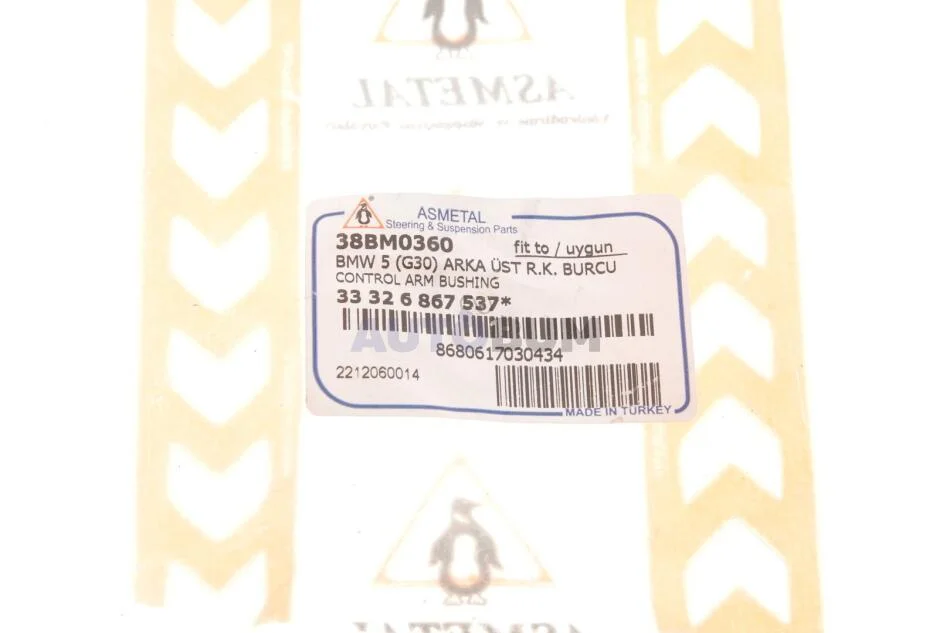 ASMETAL
ASMETAL
Steering & Suspension Parts
38BM0360 fit to / uygun
BMW 5 (G30) ARKA ÜST R.K. BURCU
CONTROL ARM BUSHING
33 32 6 867 537*
AUTOBUM
8680617030434
2212060014
MADE IN TURKEY